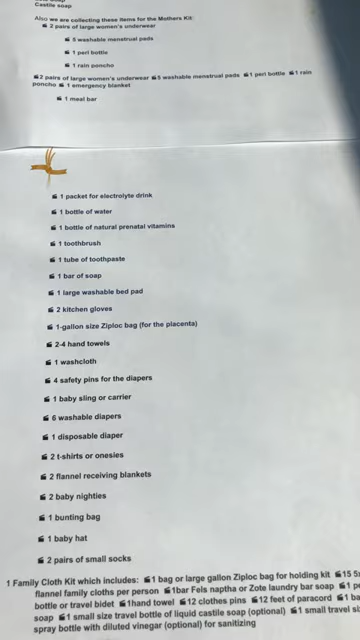 Castile soap
Also we are collecting these items for the Mothers Kit:
2 pairs of large women's underwear
5 washable menstrual pads
1 peri bottle
1 rain poncho
2 pairs of large women's underwear 5 washable menstrual pads 1 peri bottle 1 rain
poncho 1 emergency blanket
1 meal bar
1 packet for electrolyte drink
1 bottle of water
1 bottle of natural prenatal vitamins
1 toothbrush
1 tube of toothpaste
1 bar of soap
1 large washable bed pad
2 kitchen gloves
1-gallon size Ziploc bag (for the placenta)
2-4 hand towels
1 washcloth
4 safety pins for the diapers
1 baby sling or carrier
6 washable diapers
1 disposable diaper
2 t-shirts or onesies
2 flannel receiving blankets
2 baby nighties
1 bunting bag
1 baby hat
2 pairs of small socks
1 Family Cloth Kit which includes: 1 bag or large gallon Ziploc bag for holding kit 15
flannel family cloths per person 1bar Fels naptha or Zote laundry bar soap 1
bottle or travel bidet 1hand towel 12 clothes pins 12 feet of paracord 1
soap 1 small size travel bottle of liquid castile soap (optional) 1 small travel
spray bottle with diluted vinegar (optional) for sanitizing